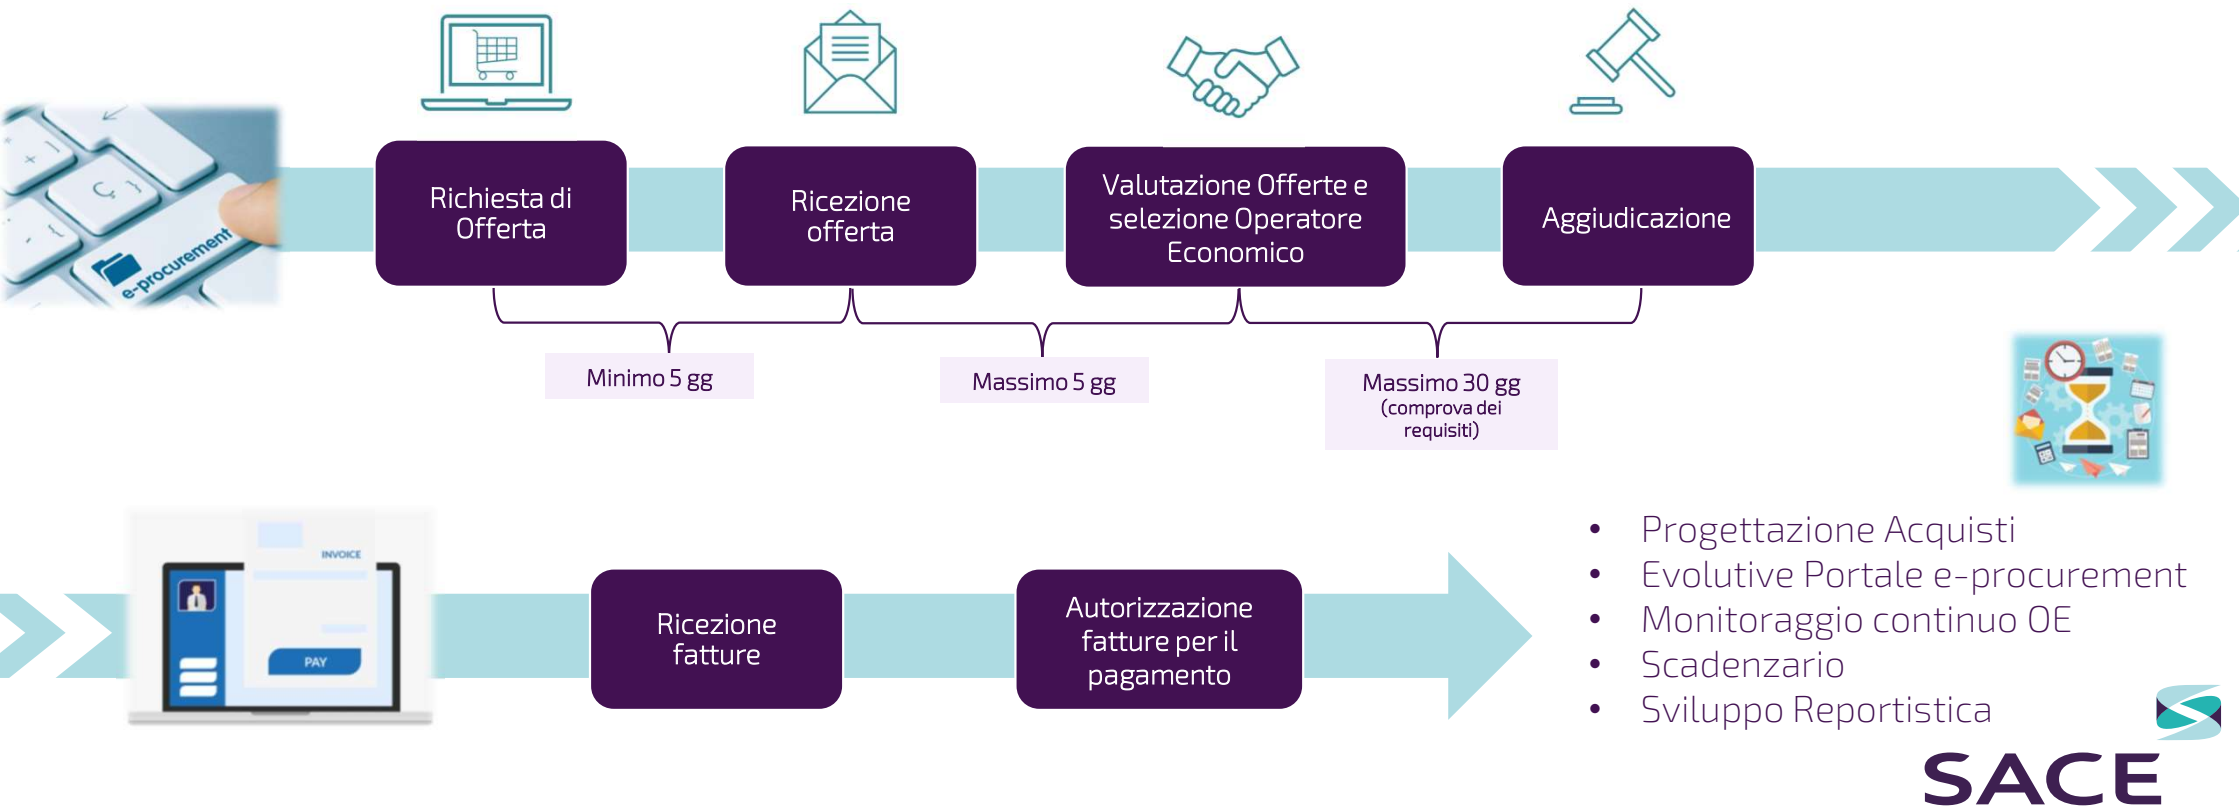 e-procurement
Richiesta di
Offerta
Ricezione
offerta
Valutazione Offerte e
selezione Operatore
Economico
Aggiudicazione
Minimo 5 gg
Massimo 5 gg
Massimo 30 gg
(comprova dei
requisiti)
INVOICE
PAY
Ricezione
fatture
Autorizzazione
fatture per il
pagamento
• Progettazione Acquisti
• Evolutive Portale e-procurement
• Monitoraggio continuo OE
• Scadenzario
• Sviluppo Reportistica
SACE